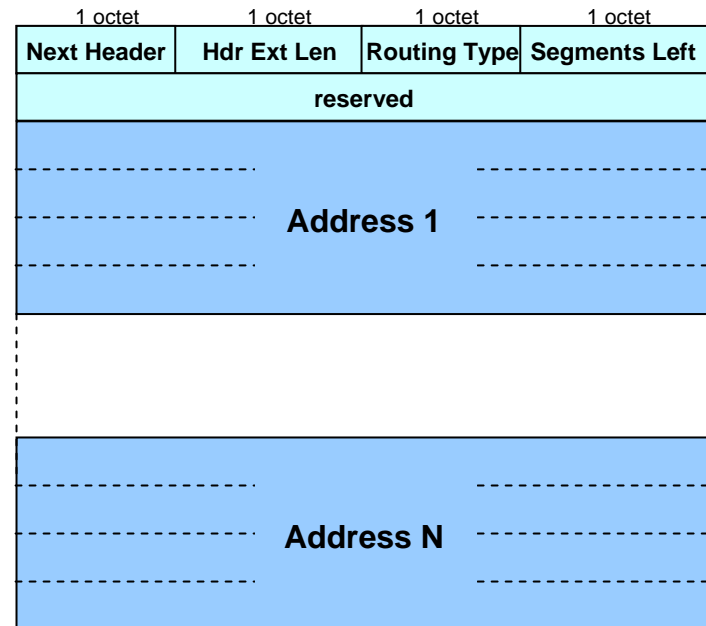 1 octet 1 octet 1 octet 1 octet
Next Header Hdr Ext Len Routing Type Segments Left
reserved
Address 1
Address N